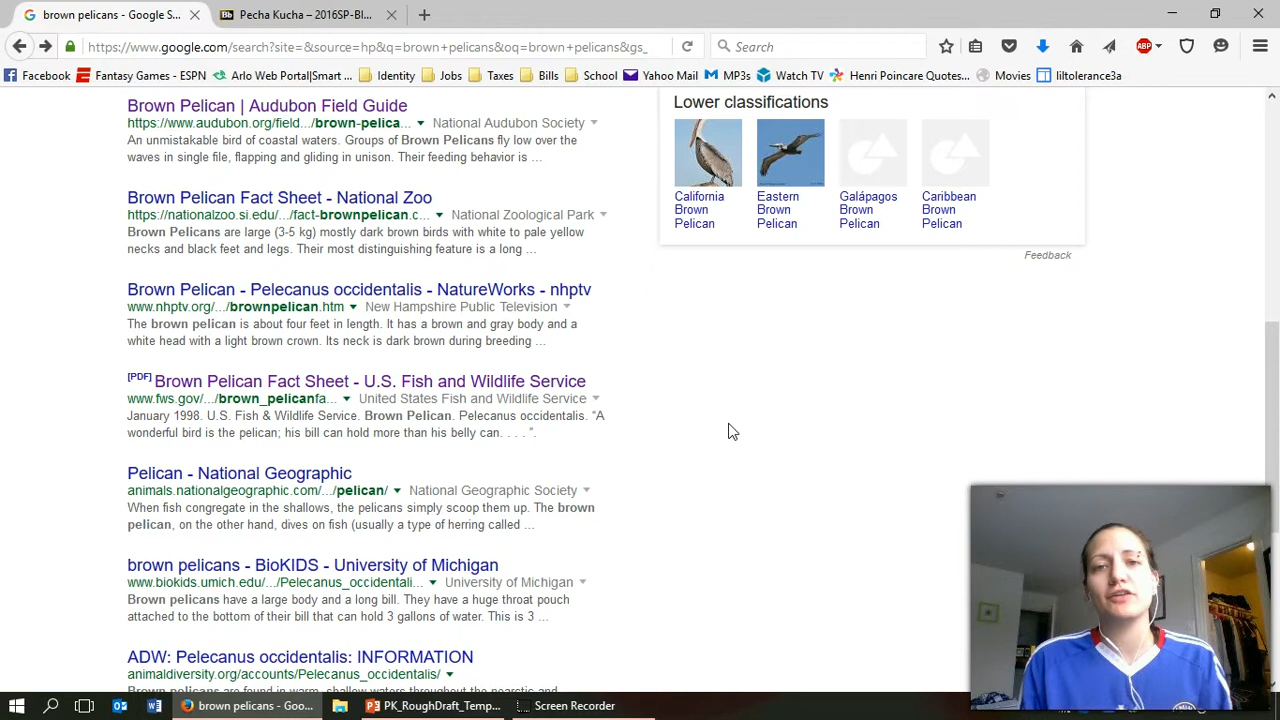 brown pelicans - Google S...
Pecha Kucha – 2016SP-Bl...
https://www.google.com/search?site=&source=hp&q=brown+pelicans&oq=brown+pelicans&gs_
Search
Facebook
Fantasy Games - ESPN
Arlo Web Portal|Smart ...
Identity
Jobs
Taxes
Bills
School
Yahoo Mail
MP3s
Watch TV
Henri Poincare Quotes...
Movies
liltolerance3a
Brown Pelican | Audubon Field Guide
https://www.audubon.org/field.../brown-pelica... National Audubon Society
An unmistakable bird of coastal waters. Groups of Brown Pelicans fly low over the
waves in single file, flapping and gliding in unison. Their feeding behavior is ...
Brown Pelican Fact Sheet - National Zoo
https://nationalzoo.si.edu/.../fact-brownpelican.c... National Zoological Park
Brown Pelicans are large (3-5 kg) mostly dark brown birds with white to pale yellow
necks and black feet and legs. Their most distinguishing feature is a long ...
Brown Pelican - Pelecanus occidentalis - NatureWorks - nhptv
www.nhptv.org/.../brownpelican.htm New Hampshire Public Television
The brown pelican is about four feet in length. It has a brown and gray body and a
white head with a light brown crown. Its neck is dark brown during breeding ...
[PDF] Brown Pelican Fact Sheet - U.S. Fish and Wildlife Service
www.fws.gov/.../brown_pelicanfa... United States Fish and Wildlife Service
January 1998. U.S. Fish & Wildlife Service. Brown Pelican. Pelecanus occidentalis. “A
wonderful bird is the pelican; his bill can hold more than his belly can. . . . ”.
Pelican - National Geographic
animals.nationalgeographic.com/.../pelican/ National Geographic Society
When fish congregate in the shallows, the pelicans simply scoop them up. The brown
pelican, on the other hand, dives on fish (usually a type of herring called ...
brown pelicans - BioKIDS - University of Michigan
www.biokids.umich.edu/.../Pelecanus_occidentali... University of Michigan
Brown pelicans have a large body and a long bill. They have a huge throat pouch
attached to the bottom of their bill that can hold 3 gallons of water. This is 3 ...
ADW: Pelecanus occidentalis: INFORMATION
animaldiversity.org/accounts/Pelecanus_occidentalis/
Brown pelicans are found in warm, shallow waters throughout the nearctic and
Lower classifications
California
Brown
Pelican
Eastern
Brown
Pelican
Galápagos
Brown
Pelican
Caribbean
Brown
Pelican
Feedback
brown pelicans - Goo...
PK_RoughDraft_Temp...
Screen Recorder